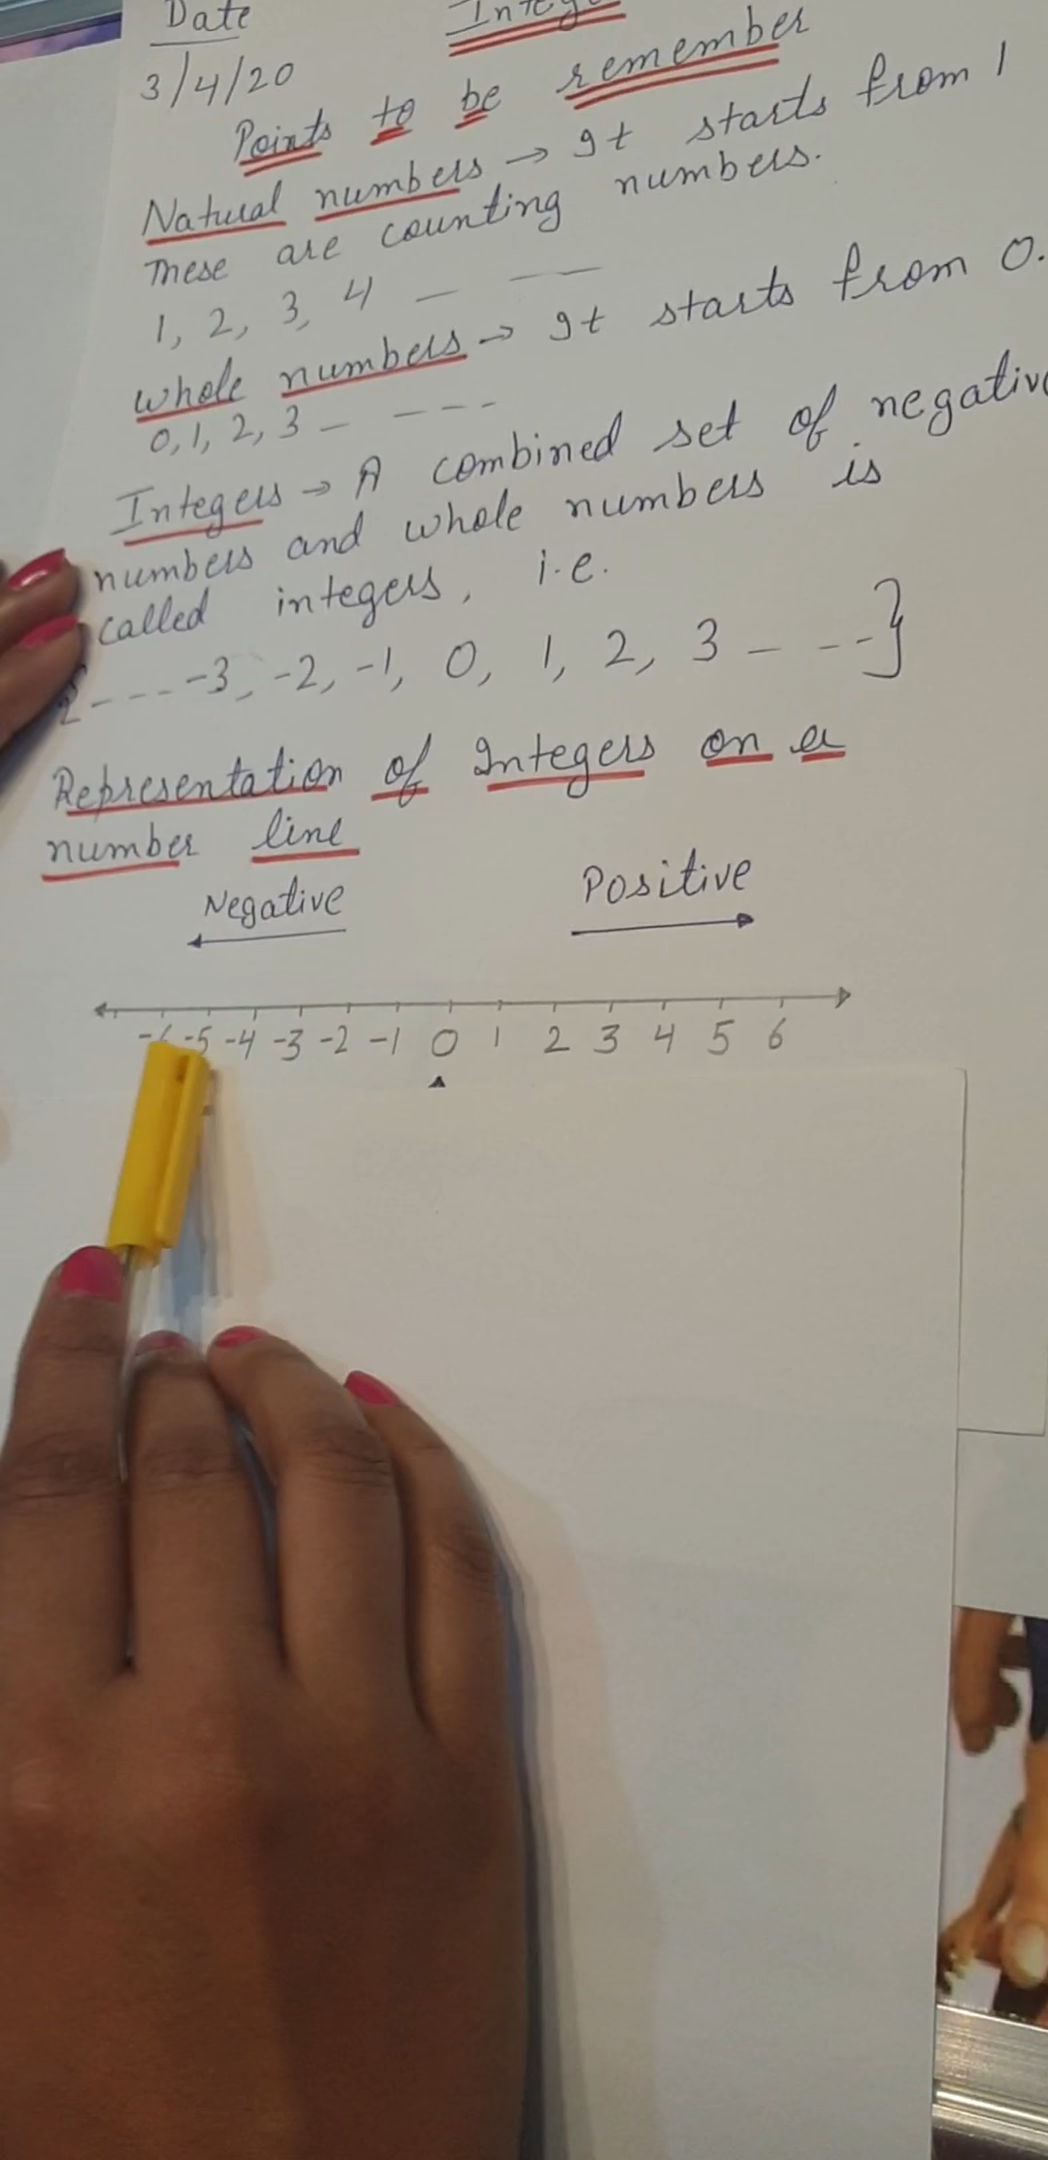 Date
3/4/20
Points to be remember
Natural numbers → It starts from 1
These are counting numbers.
1, 2, 3, 4 — —
Whole numbers → It starts from 0.
0, 1, 2, 3 - - - -
Integers → A combined set of negative
numbers and whole numbers is
called integers, i.e.
{ - - - -3, -2, -1, 0, 1, 2, 3 - - - }
Representation of Integers on a
number line
Negative Positive
-6 -5 -4 -3 -2 -1 0 1 2 3 4 5 6